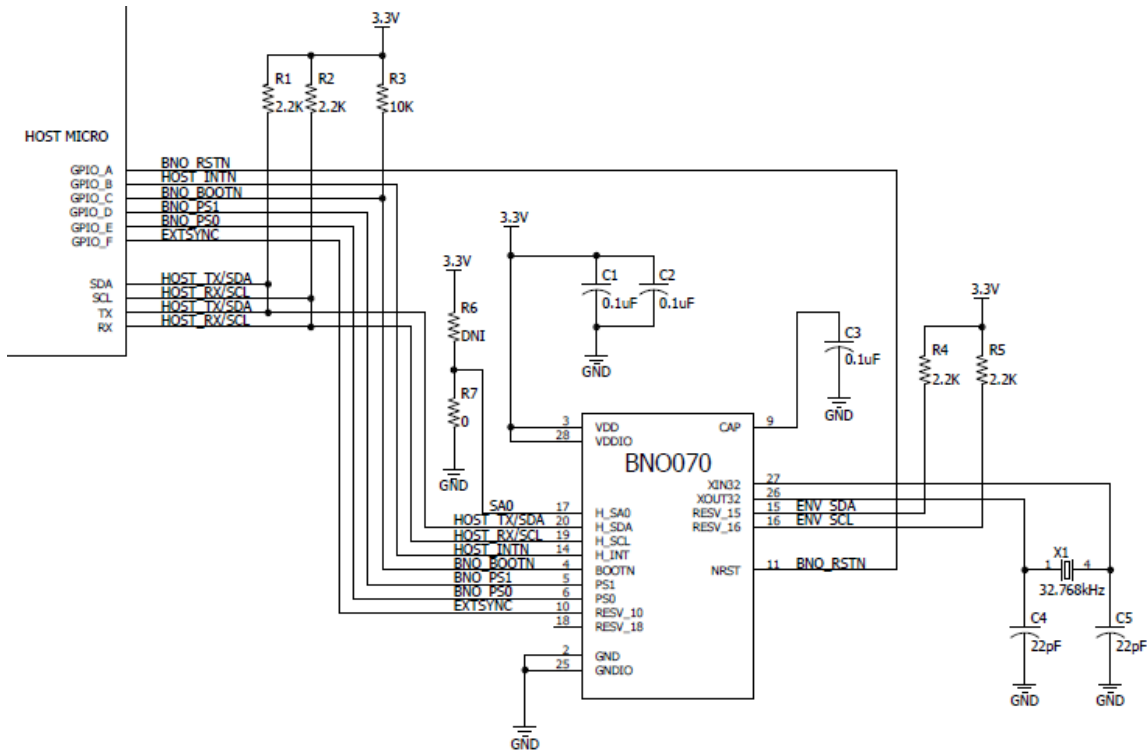 3.3V
R1
2.2K
R2
2.2K
R3
10K
HOST MICRO
GPIO_A BNO_RSTN
GPIO_B HOST_INTN
GPIO_C BNO_BOOTN
GPIO_D BNO_PS1
GPIO_E BNO_PS0
GPIO_F EXTSYNC
SDA HOST_TX/SDA
SCL HOST_RX/SCL
TX HOST_TX/SDA
RX HOST_RX/SCL
3.3V
C1
0.1uF
C2
0.1uF
GND
3.3V
R6
DNI
R7
0
GND
C3
0.1uF
GND
3.3V
R4
2.2K
R5
2.2K
BNO070
3 VDD
28 VDDIO
CAP 9
XIN32 27
XOUT32 26
RESV_15 15 ENV_SDA
RESV_16 16 ENV_SCL
NRST 11 BNO_RSTN
SA0 17 H_SA0
HOST_TX/SDA 20 H_SDA
HOST_RX/SCL 19 H_SCL
HOST_INTN 14 H_INT
BNO_BOOTN 4 BOOTN
BNO_PS1 5 PS1
BNO_PS0 6 PS0
EXTSYNC 10 RESV_10
18 RESV_18
2 GND
25 GNDIO
GND
X1
1 4
32.768kHz
C4
22pF
GND
C5
22pF
GND